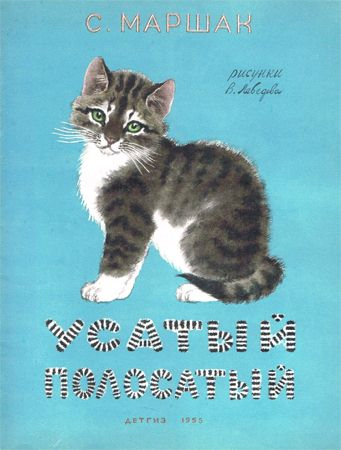 С. МАРШАК
рисунки
В. Лебедева
УСАТЫЙ
ПОЛОСАТЫЙ
ДЕТГИЗ 1955